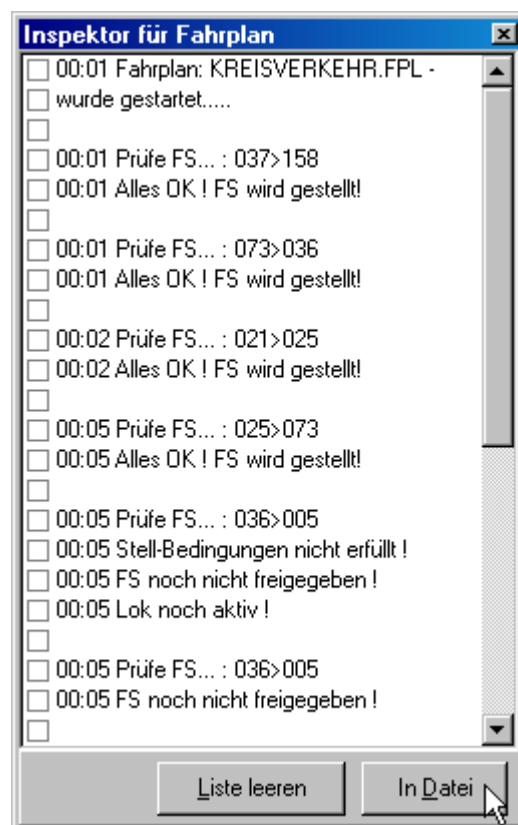 Inspektor für Fahrplan
00:01 Fahrplan: KREISVERKEHR.FPL -
wurde gestartet.....
00:01 Prüfe FS... : 037>158
00:01 Alles OK ! FS wird gestellt!
00:01 Prüfe FS... : 073>036
00:01 Alles OK ! FS wird gestellt!
00:02 Prüfe FS... : 021>025
00:02 Alles OK ! FS wird gestellt!
00:05 Prüfe FS... : 025>073
00:05 Alles OK ! FS wird gestellt!
00:05 Prüfe FS... : 036>005
00:05 Stell-Bedingungen nicht erfüllt !
00:05 FS noch nicht freigegeben !
00:05 Lok noch aktiv !
00:05 Prüfe FS... : 036>005
00:05 FS noch nicht freigegeben !
Liste leeren
In Datei